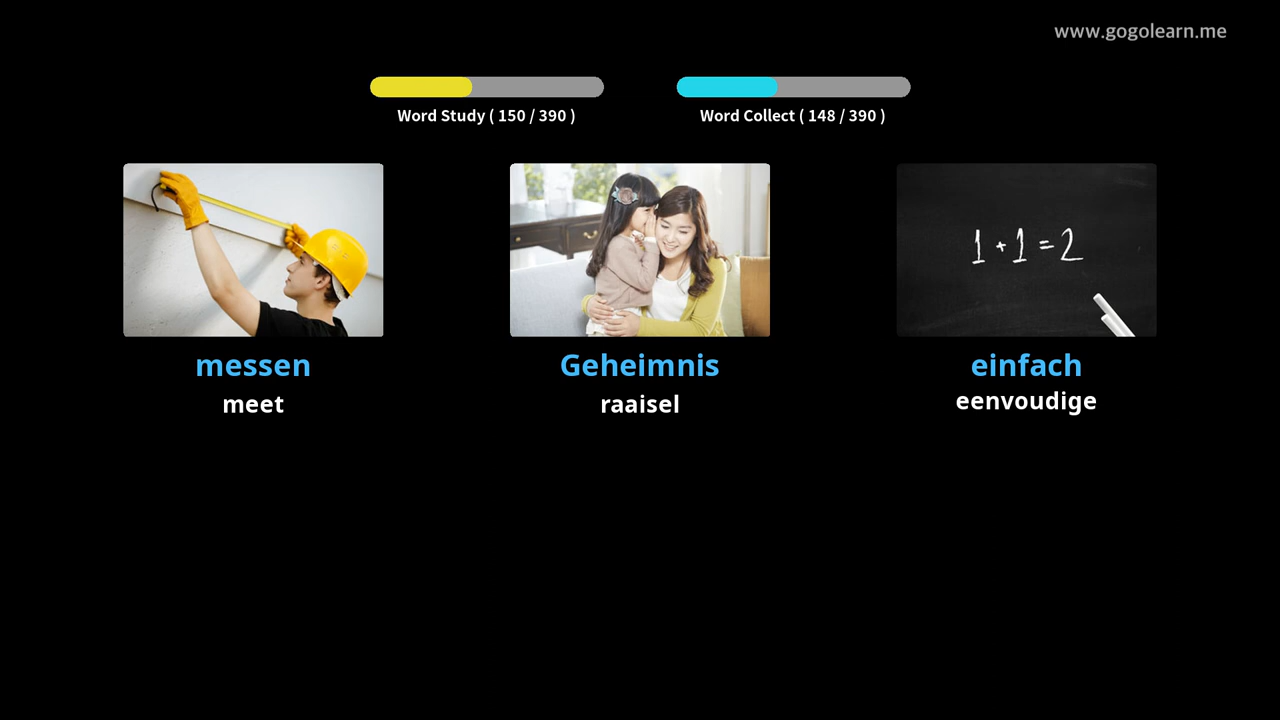 www.gogolearn.me
Word Study ( 150 / 390 )
Word Collect ( 148 / 390 )
1 + 1 = 2
messen
Geheimnis
einfach
meet
raaisel
eenvoudige